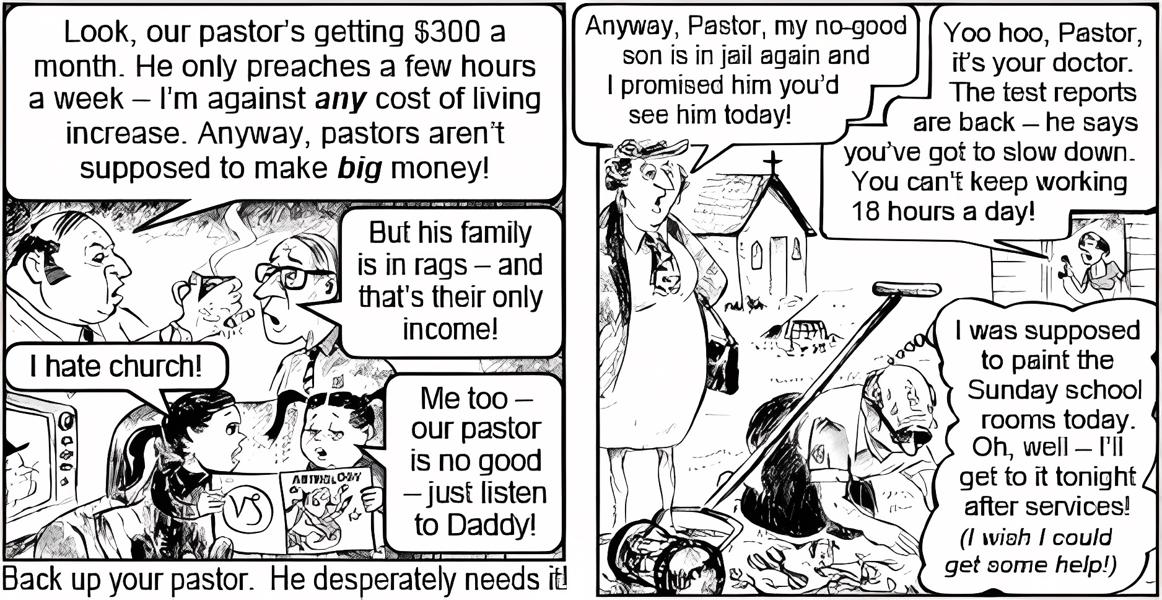 Look, our pastor's getting $300 a
month. He only preaches a few hours
a week – I'm against any cost of living
increase. Anyway, pastors aren't
supposed to make big money!
But his family
is in rags – and
that's their only
income!
I hate church!
Me too –
our pastor
is no good
– just listen
to Daddy!
Back up your pastor. He desperately needs it!
Anyway, Pastor, my no-good
son is in jail again and
I promised him you'd
see him today!
Yoo hoo, Pastor,
it's your doctor.
The test reports
are back – he says
you've got to slow down.
You can't keep working
18 hours a day!
I was supposed
to paint the
Sunday school
rooms today.
Oh, well – I'll
get to it tonight
after services!
(I wish I could
get some help!)